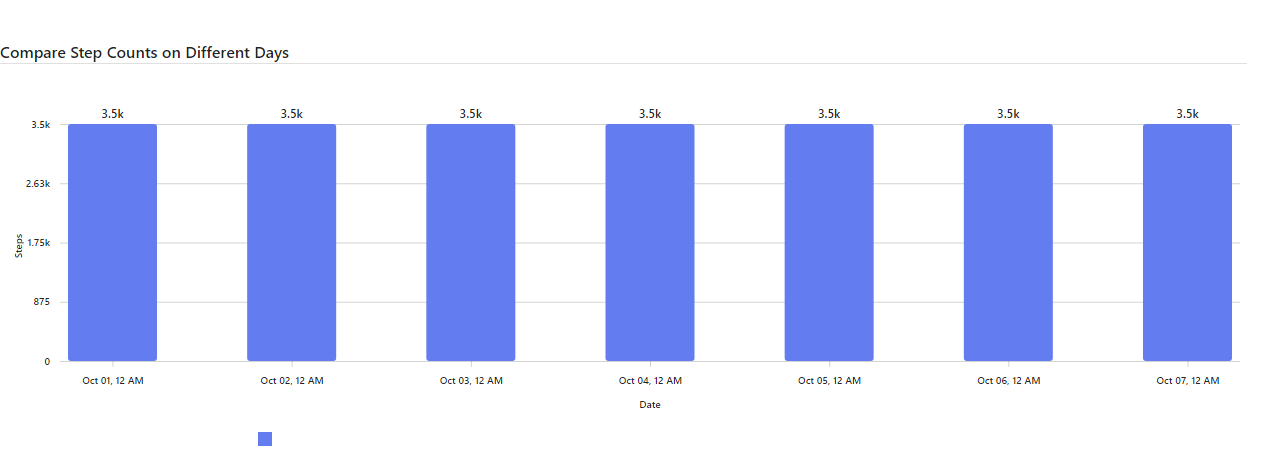 Compare Step Counts on Different Days
3.5k 3.5k 3.5k 3.5k 3.5k 3.5k 3.5k
3.5k
2.63k
1.75k
875
0
Steps
Oct 01, 12 AM Oct 02, 12 AM Oct 03, 12 AM Oct 04, 12 AM Oct 05, 12 AM Oct 06, 12 AM Oct 07, 12 AM
Date